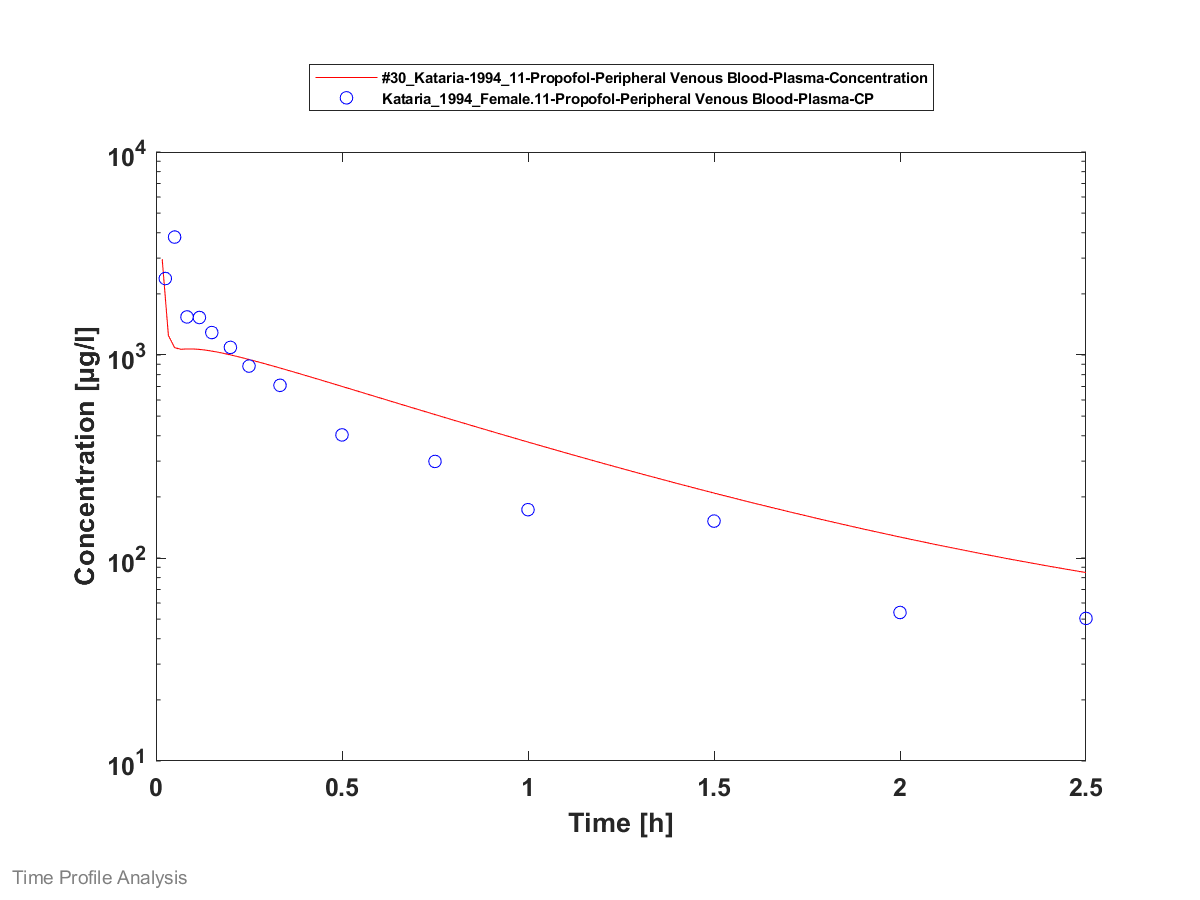 #30_Kataria-1994_11-Propofol-Peripheral Venous Blood-Plasma-Concentration
Kataria_1994_Female.11-Propofol-Peripheral Venous Blood-Plasma-CP
10^4
10^3
10^2
10^1
Concentration [µg/l]
0 0.5 1 1.5 2 2.5
Time [h]
Time Profile Analysis